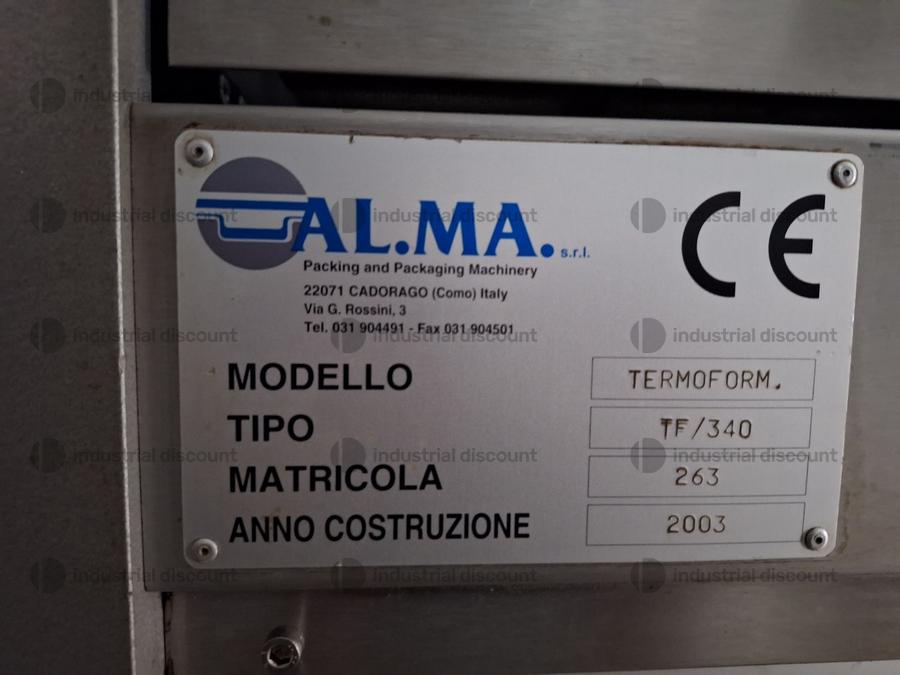 AL.MA. s.r.l.
CE
Packing and Packaging Machinery
22071 CADORAGO (Como) Italy
Via G. Rossini, 3
Tel. 031 904491 - Fax 031 904501
MODELLO TERMOFORM.
TIPO TF/340
MATRICOLA 263
ANNO COSTRUZIONE 2003
industrial discount